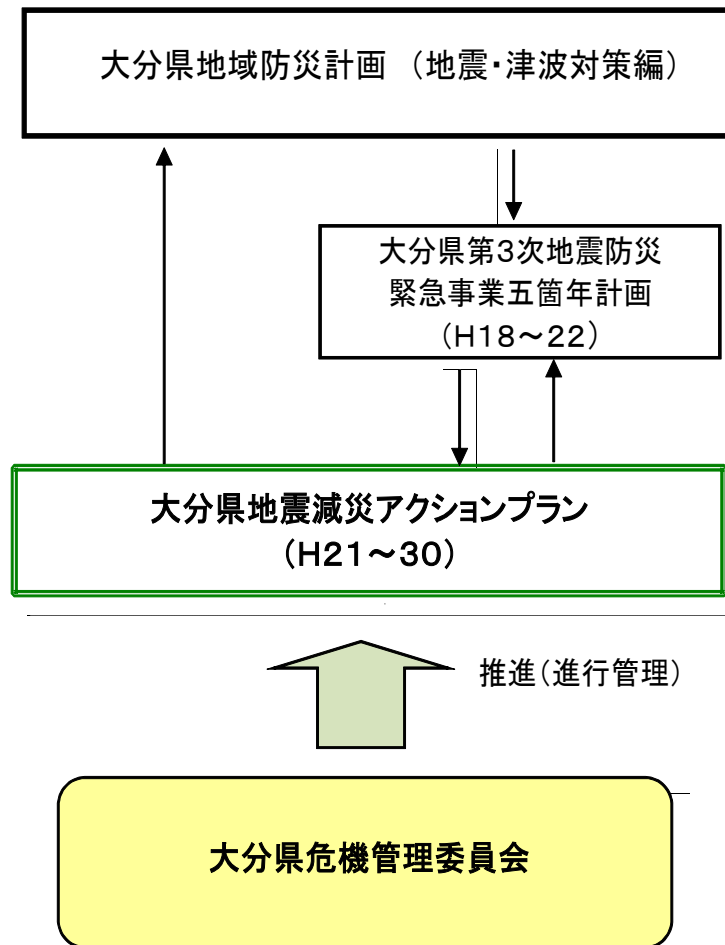 大分県地域防災計画 (地震・津波対策編)
大分県第3次地震防災
緊急事業五箇年計画
(H18~22)
大分県地震減災アクションプラン
(H21~30)
推進(進行管理)
大分県危機管理委員会